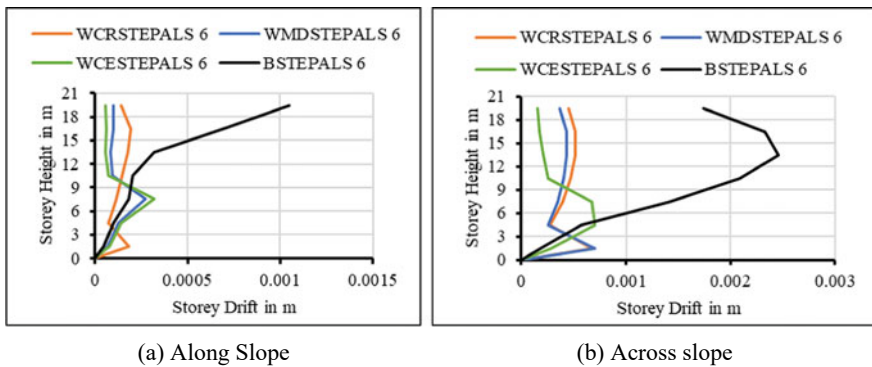 WCRSTEPALS 6 WMDSTEPALS 6
WCESTEPALS 6 BSTEPALS 6
21
18
15
12
9
6
3
0
Storey Height in m
0 0.0005 0.001 0.0015
Storey Drift in m
(a) Along Slope
WCRSTEPALS 6 WMDSTEPALS 6
WCESTEPALS 6 BSTEPALS 6
21
18
15
12
9
6
3
0
Storey Height in m
0 0.001 0.002 0.003
Storey Drift in m
(b) Across slope